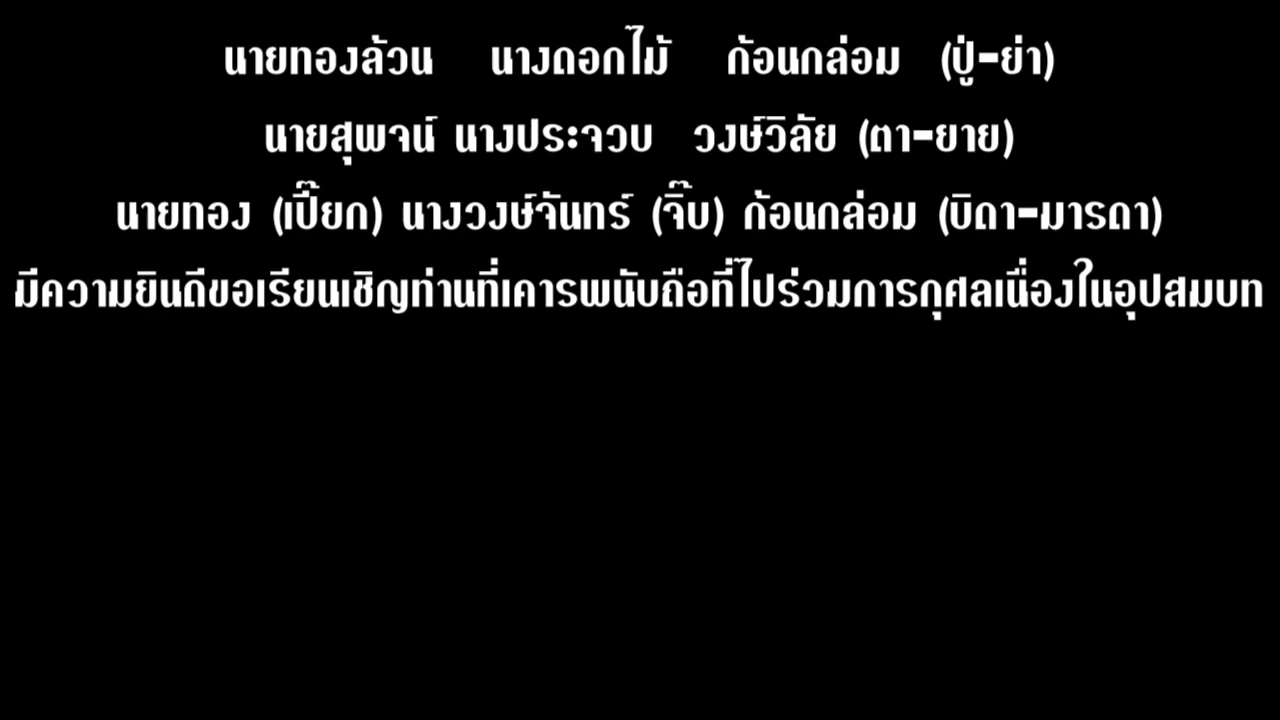 นายทองล้วน นางดอกไม้ ก้อนกล่อม (ปู่-ย่า)
นายสุพจน์ นางประจวบ วงษ์วิลัย (ตา-ยาย)
นายทอง (เปี๊ยก) นางวงษ์จันทร์ (จิ๊บ) ก้อนกล่อม (บิดา-มารดา)
มีความยินดีขอเรียนเชิญท่านที่เคารพนับถือที่ไปร่วมการกุศลเนื่องในอุปสมบท